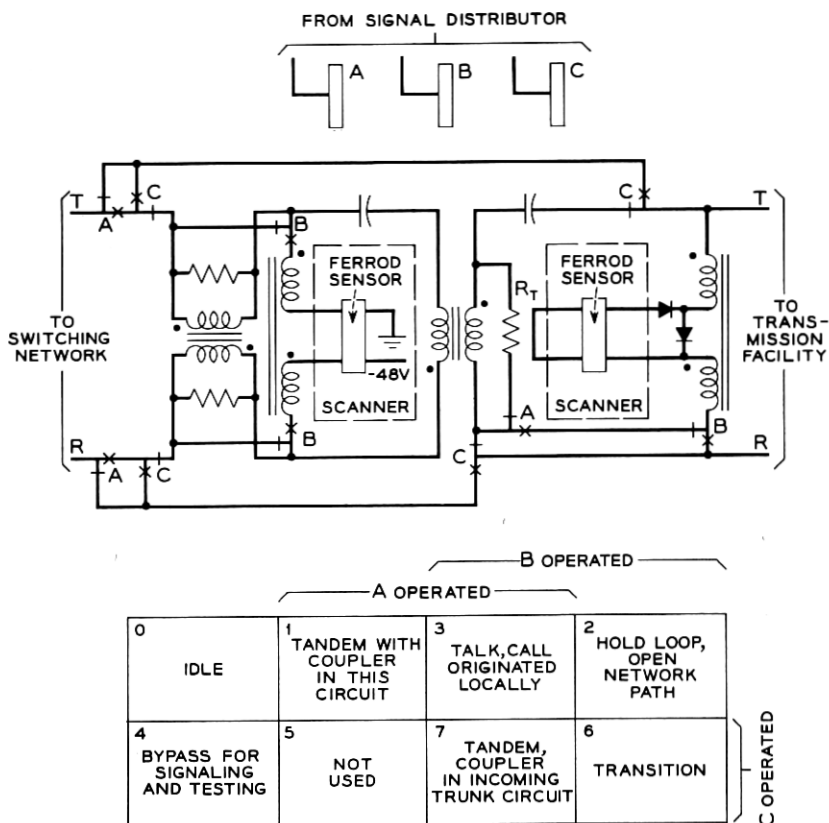 FROM SIGNAL DISTRIBUTOR
A
B
C
T
A
C
B
C
T
FERROD
SENSOR
RT
FERROD
SENSOR
TO
SWITCHING
NETWORK
-48V
SCANNER
SCANNER
TO
TRANS-
MISSION
FACILITY
A
B
B
R
A
C
C
R
B OPERATED
A OPERATED
0
IDLE
1
TANDEM WITH
COUPLER
IN THIS
CIRCUIT
3
TALK, CALL
ORIGINATED
LOCALLY
2
HOLD LOOP,
OPEN
NETWORK
PATH
4
BYPASS FOR
SIGNALING
AND TESTING
5
NOT
USED
7
TANDEM,
COUPLER
IN INCOMING
TRUNK CIRCUIT
6
TRANSITION
C OPERATED